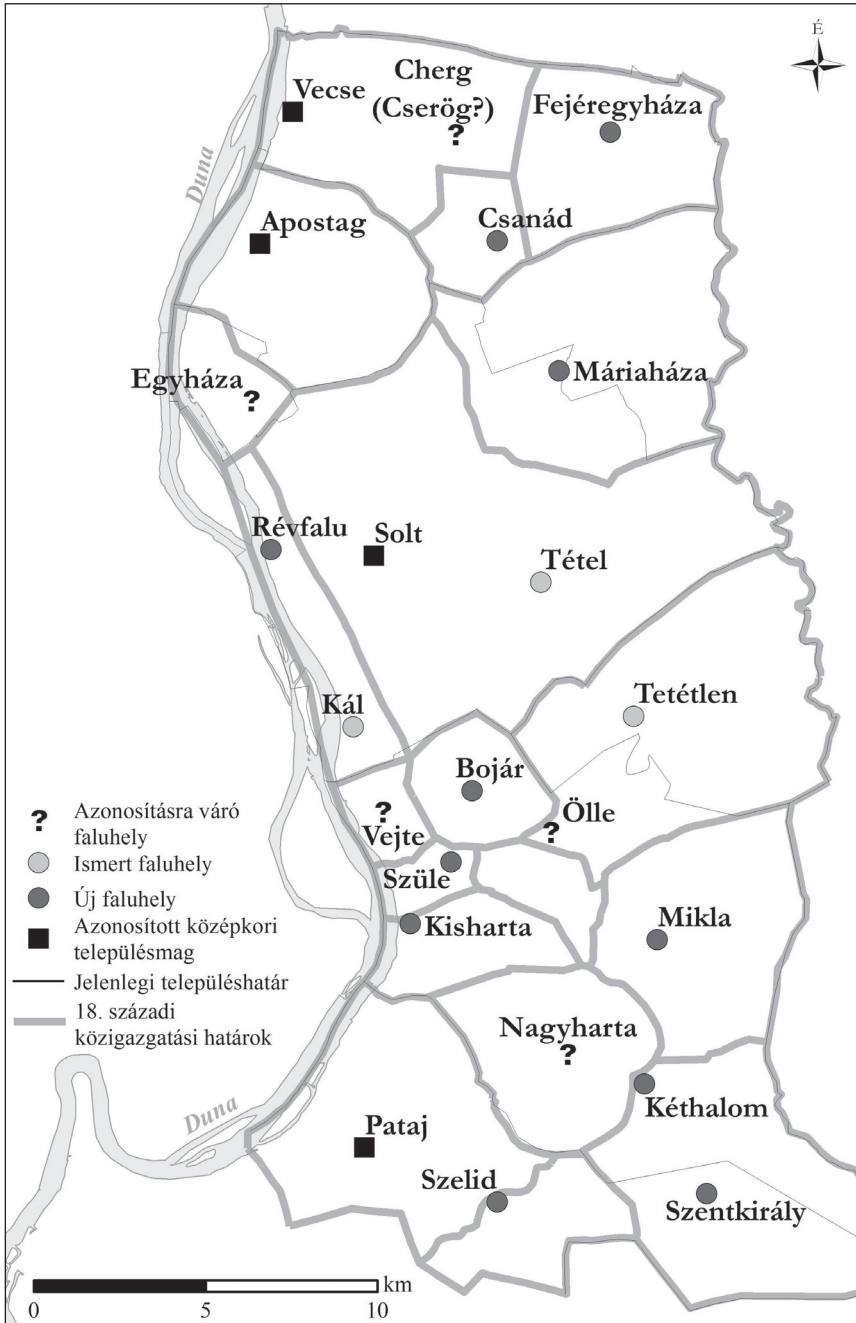 É
Cherg
(Cserög?)
?
Vecse
Fejéregyháza
Duna
Apostag
Csanád
Egyháza
?
Máriaháza
Révfalu
Solt
Tétel
Kál
Tetétlen
Bojár
?
Vejte
Ölle
?
Szüle
Kisharta
Mikla
Nagyharta
?
Kéthalom
Duna
Pataj
Szelid
Szentkirály
? Azonosításra váró
faluhely
Ismert faluhely
Új faluhely
Azonosított középkori
településmag
Jelenlegi településhatár
18. századi
közigazgatási határok
km
0 5 10